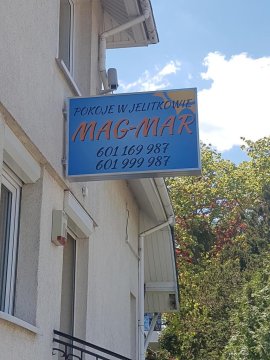 POKOJE W JELITKOWIE
MAG-MAR
601 169 987
601 999 987